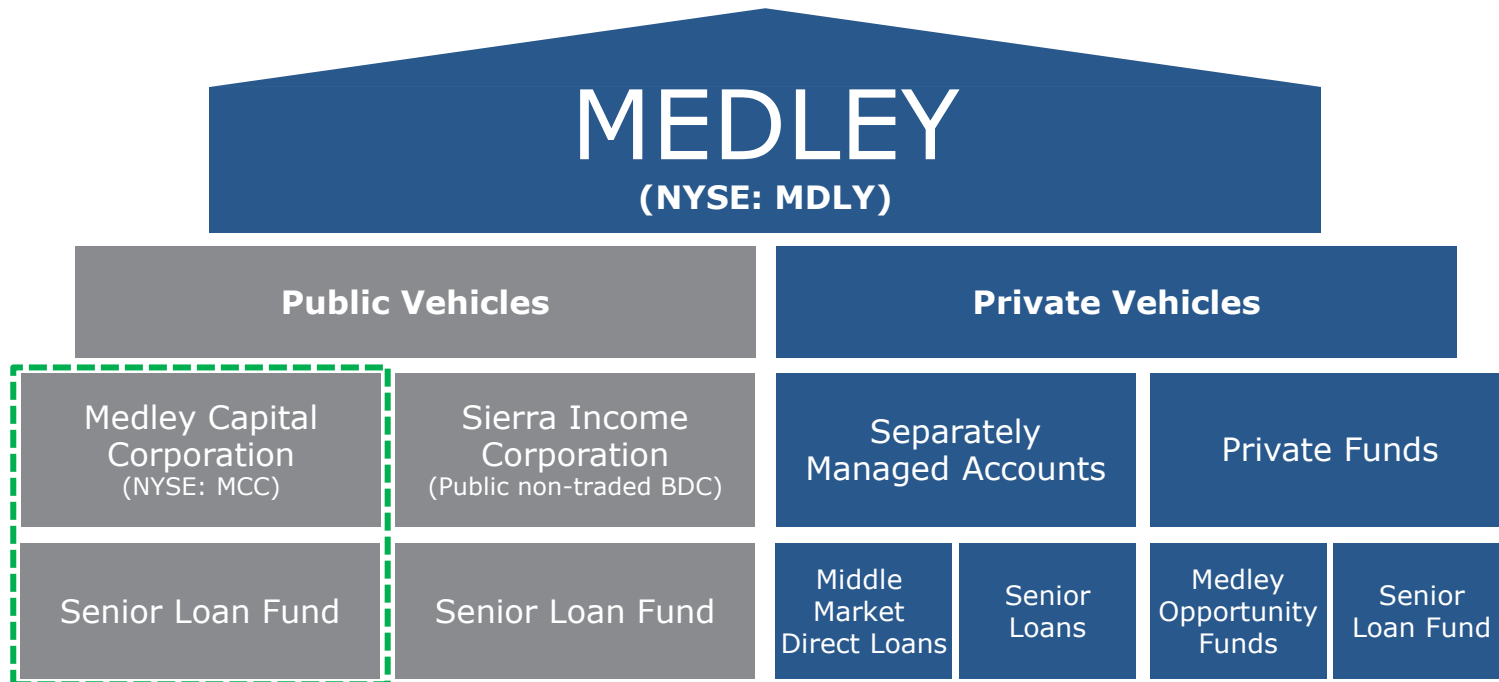 MEDLEY
(NYSE: MDLY)
Public Vehicles
Private Vehicles
Medley Capital
Corporation
(NYSE: MCC)
Sierra Income
Corporation
(Public non-traded BDC)
Separately
Managed Accounts
Private Funds
Senior Loan Fund
Senior Loan Fund
Middle
Market
Direct Loans
Senior
Loans
Medley
Opportunity
Funds
Senior
Loan Fund